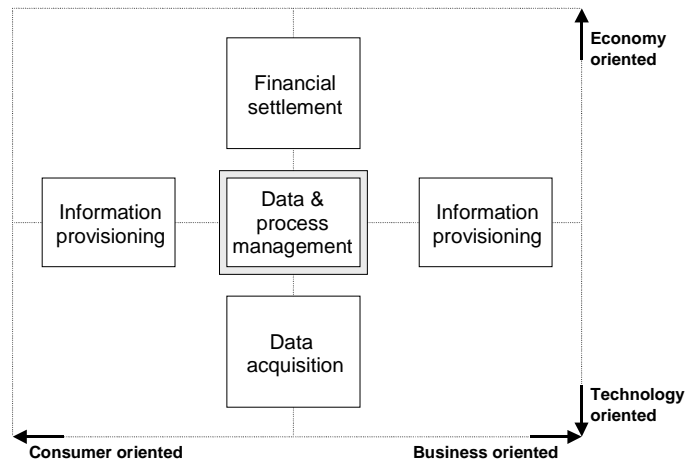 Economy
oriented
Financial
settlement
Information
provisioning
Data &
process
management
Information
provisioning
Data
acquisition
Technology
oriented
Consumer oriented
Business oriented